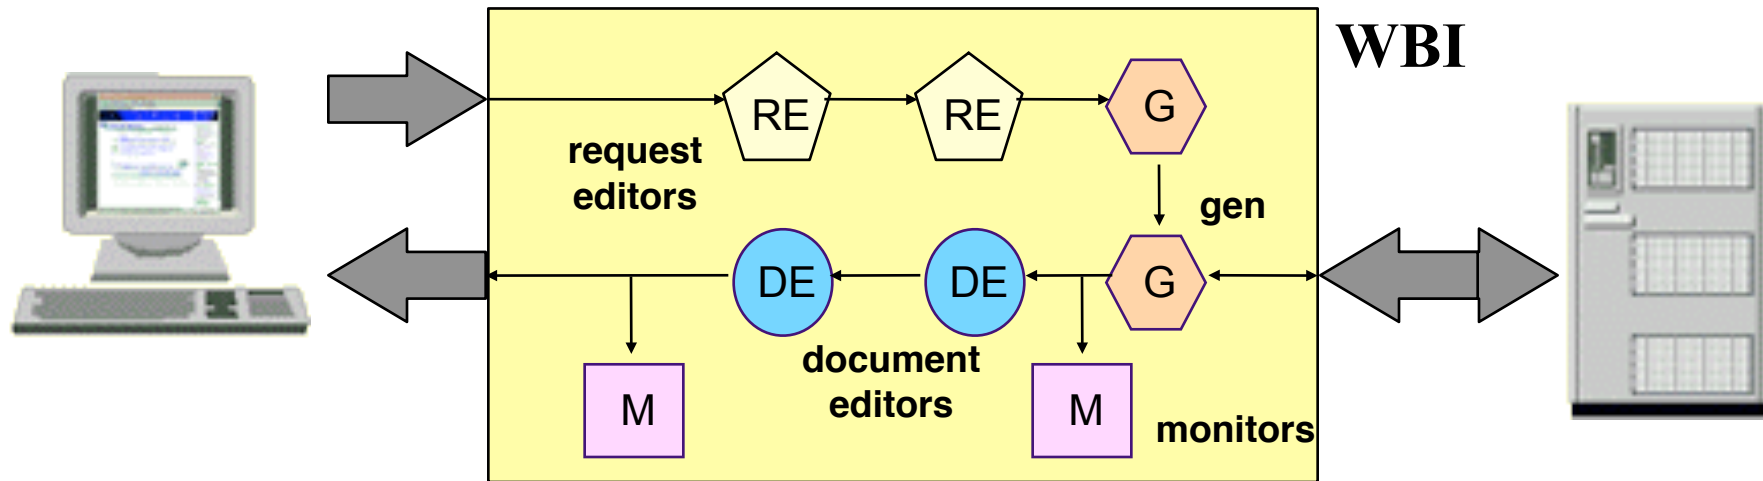 WBI
RE
RE
G
request
editors
gen
DE
DE
G
document
editors
M
M
monitors